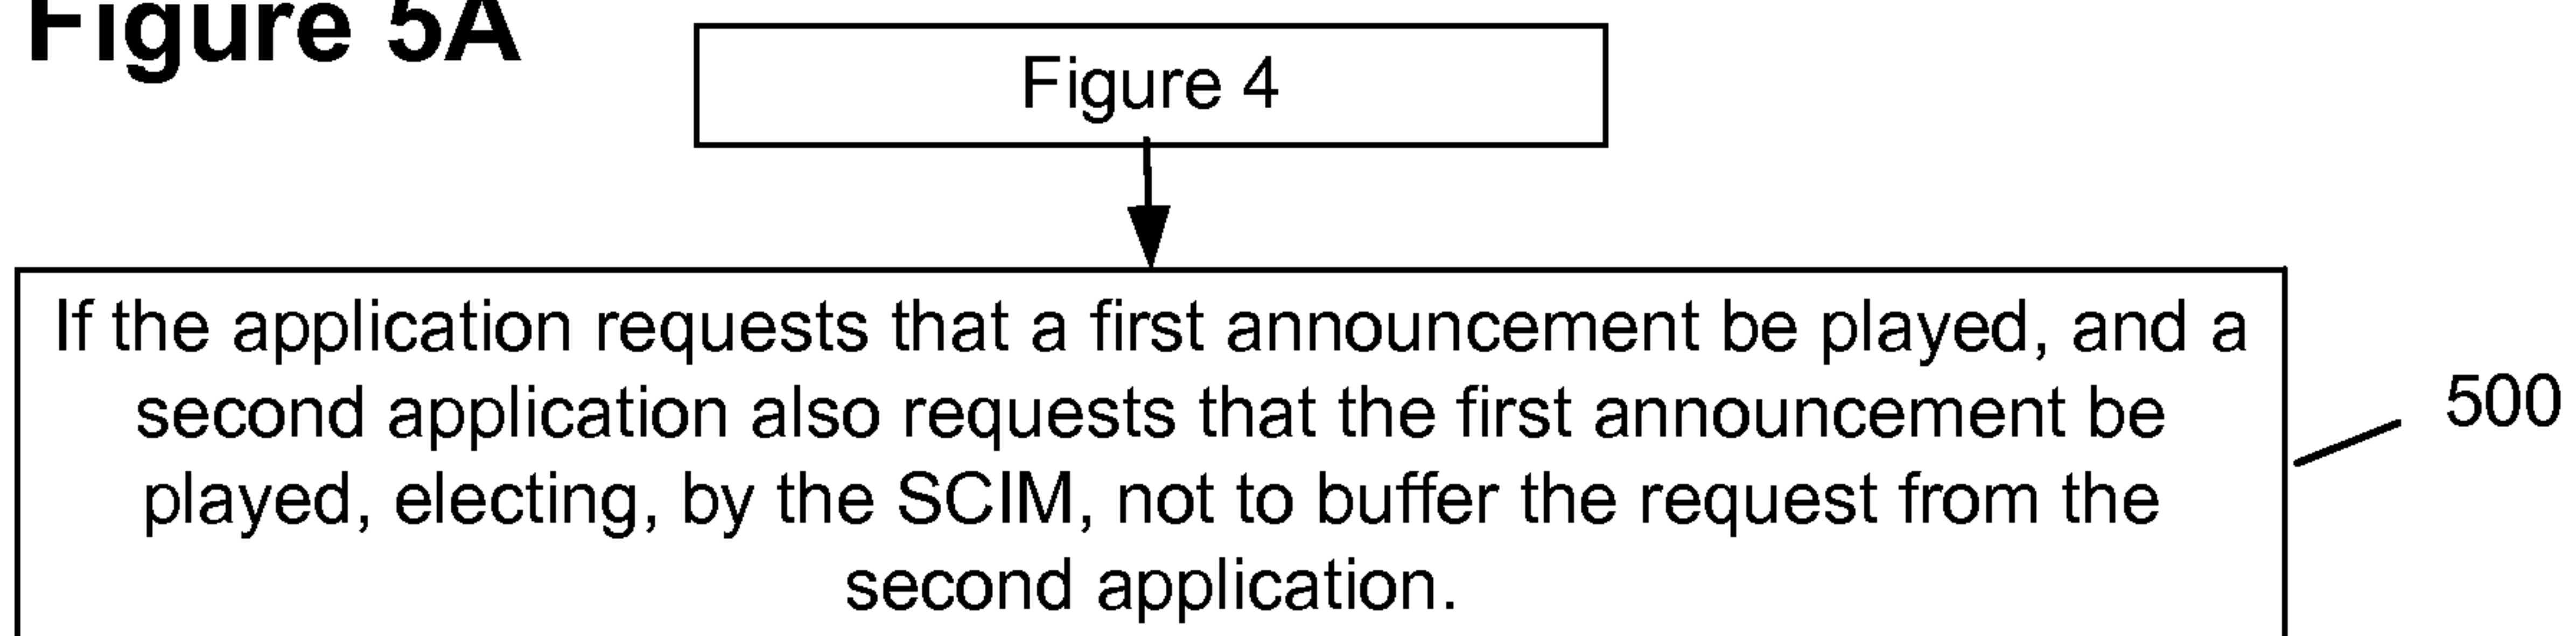 Figure 5A
Figure 4
If the application requests that a first announcement be played, and a
second application also requests that the first announcement be
played, electing, by the SCIM, not to buffer the request from the
second application.
500